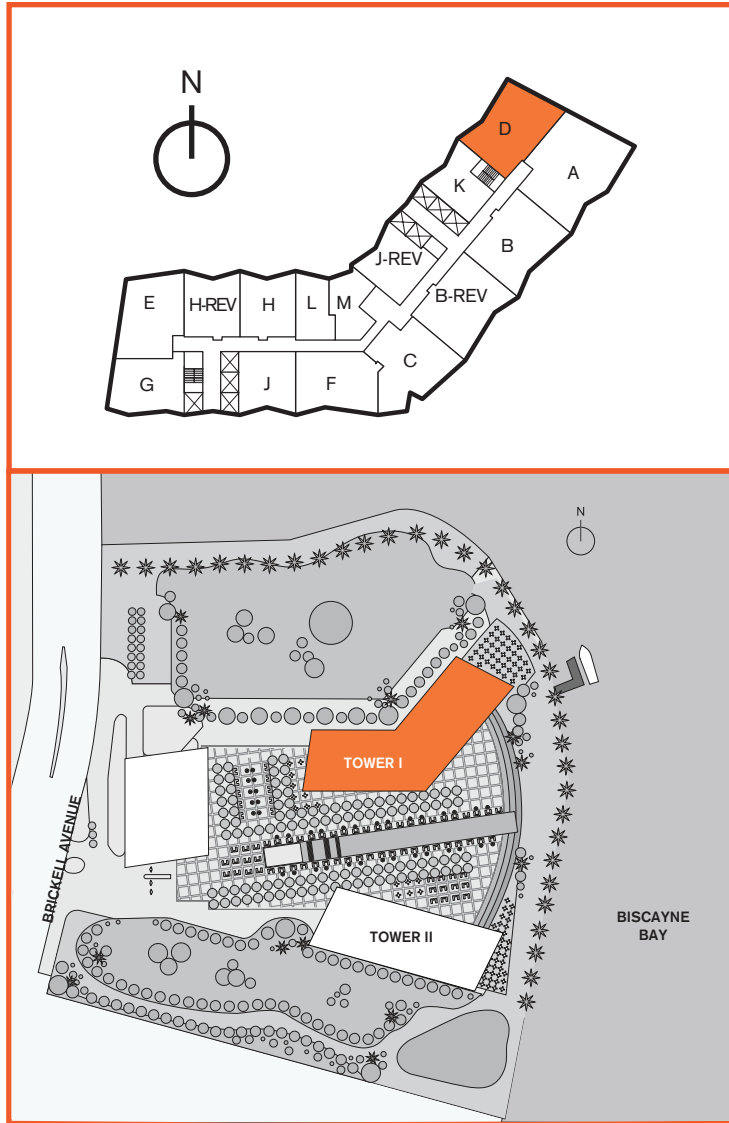 N
D
A
K
B
J-REV
B-REV
E
H-REV
H
L
M
C
G
J
F
N
TOWER I
BRICKELL AVENUE
TOWER II
BISCAYNE
BAY